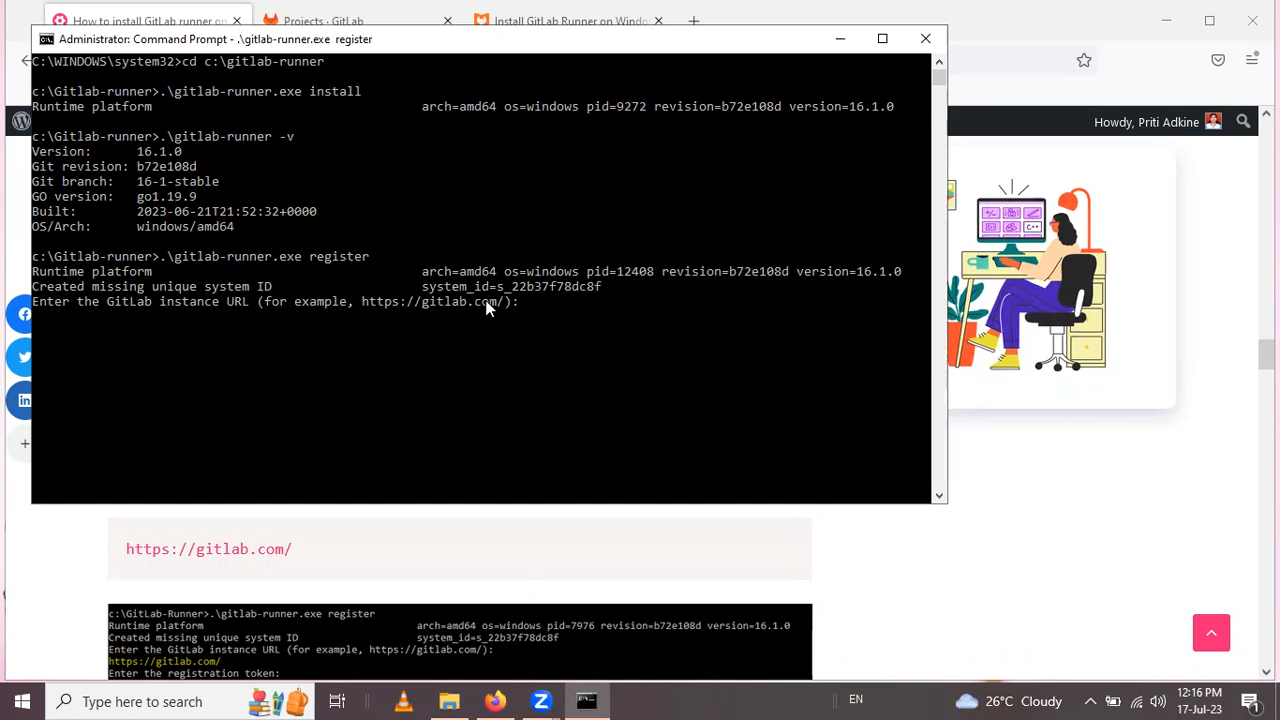 How to install GitLab runner on
Projects · GitLab
Install GitLab Runner on Windo
Administrator: Command Prompt - .\gitlab-runner.exe  register
C:\WINDOWS\system32>cd c:\gitlab-runner
c:\Gitlab-runner>.\gitlab-runner.exe install
Runtime platform                                    arch=amd64 os=windows pid=9272 revision=b72e108d version=16.1.0
c:\Gitlab-runner>.\gitlab-runner -v
Version:      16.1.0
Git revision: b72e108d
Git branch:   16-1-stable
GO version:   go1.19.9
Built:        2023-06-21T21:52:32+0000
OS/Arch:      windows/amd64
c:\Gitlab-runner>.\gitlab-runner.exe register
Runtime platform                                    arch=amd64 os=windows pid=12408 revision=b72e108d version=16.1.0
Created missing unique system ID                    system_id=s_22b37f78dc8f
Enter the GitLab instance URL (for example, https://gitlab.com/):
Howdy, Priti Adkine
C++
https://gitlab.com/
c:\GitLab-Runner>.\gitlab-runner.exe register
Runtime platform                                    arch=amd64 os=windows pid=7976 revision=b72e108d version=16.1.0
Created missing unique system ID                    system_id=s_22b37f78dc8f
Enter the GitLab instance URL (for example, https://gitlab.com/):
https://gitlab.com/
Enter the registration token:
Type here to search
EN
26°C Cloudy
12:16 PM
17-Jul-23
1